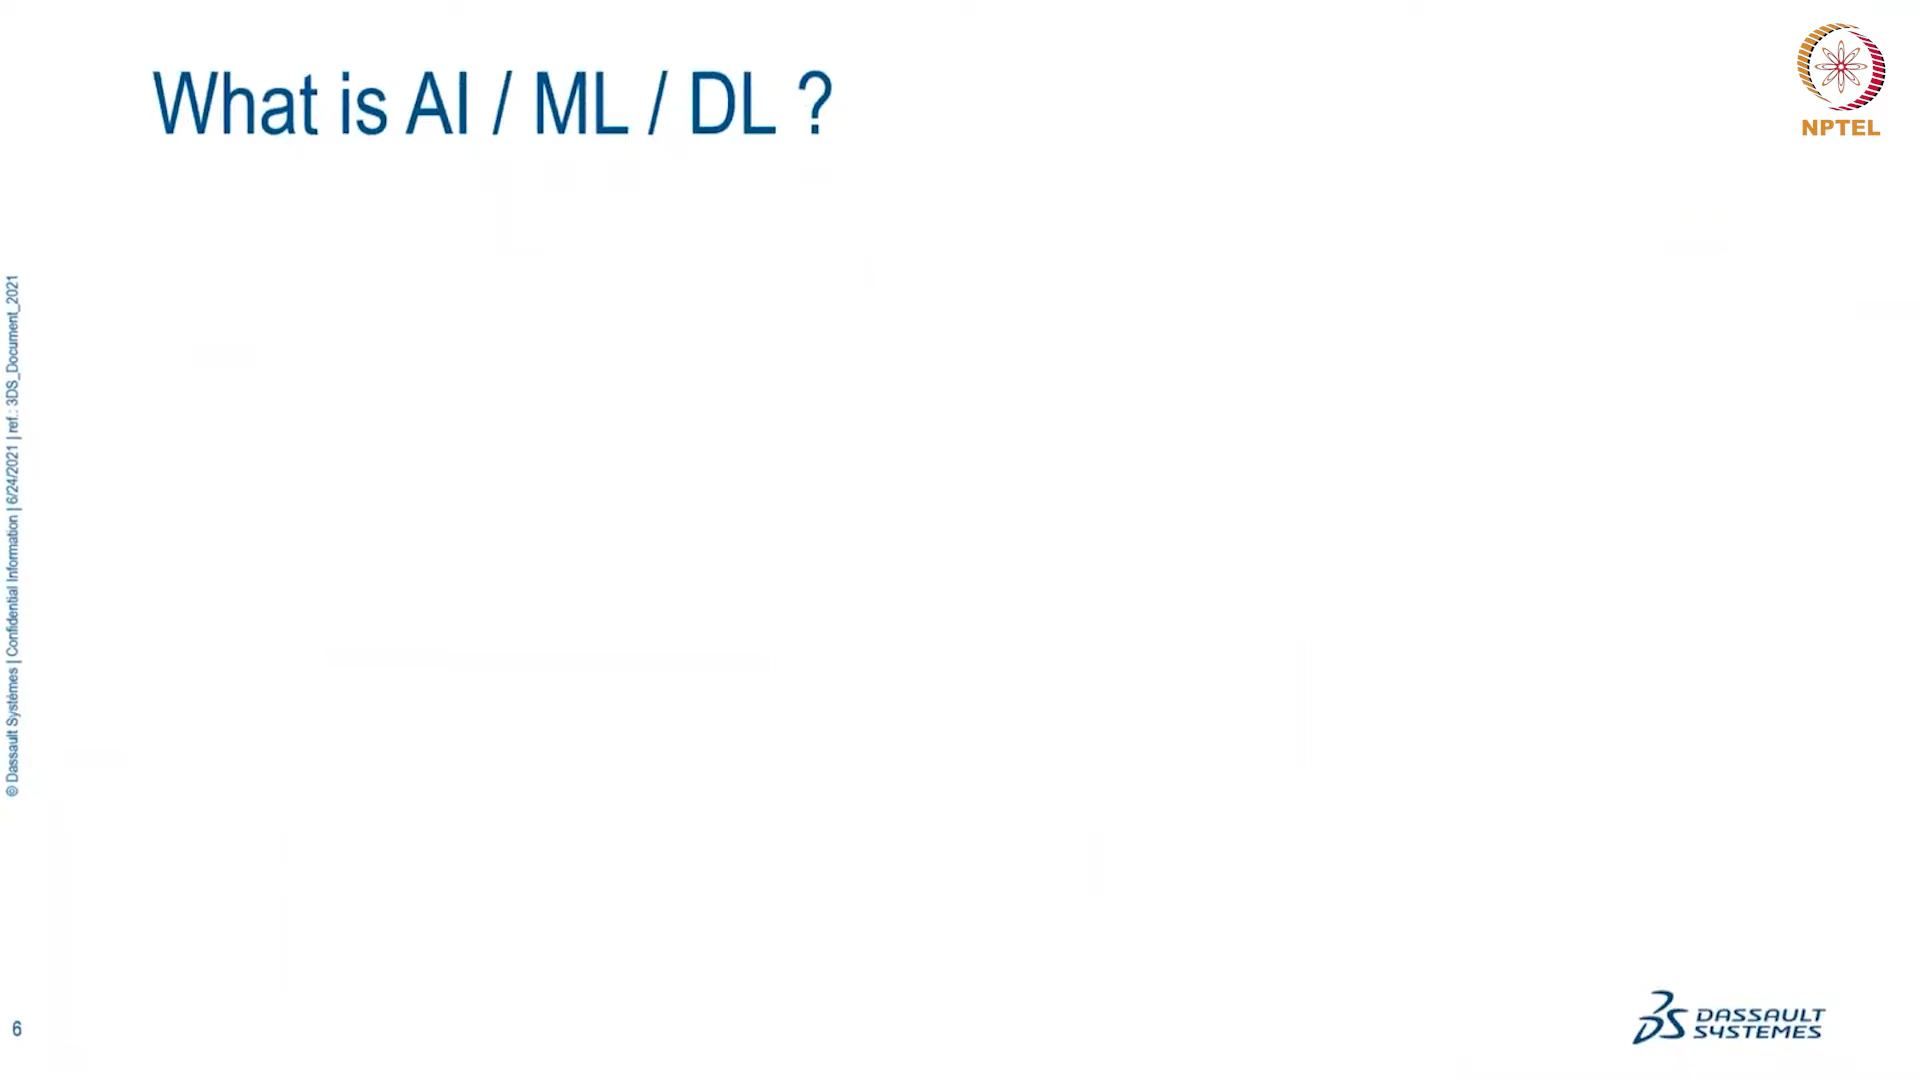 What is AI / ML / DL ?
NPTEL
© Dassault Systèmes | Confidential Information | 6/24/2021 | ref.: 3DS_Document_2021
6
DASSAULT
SYSTEMES